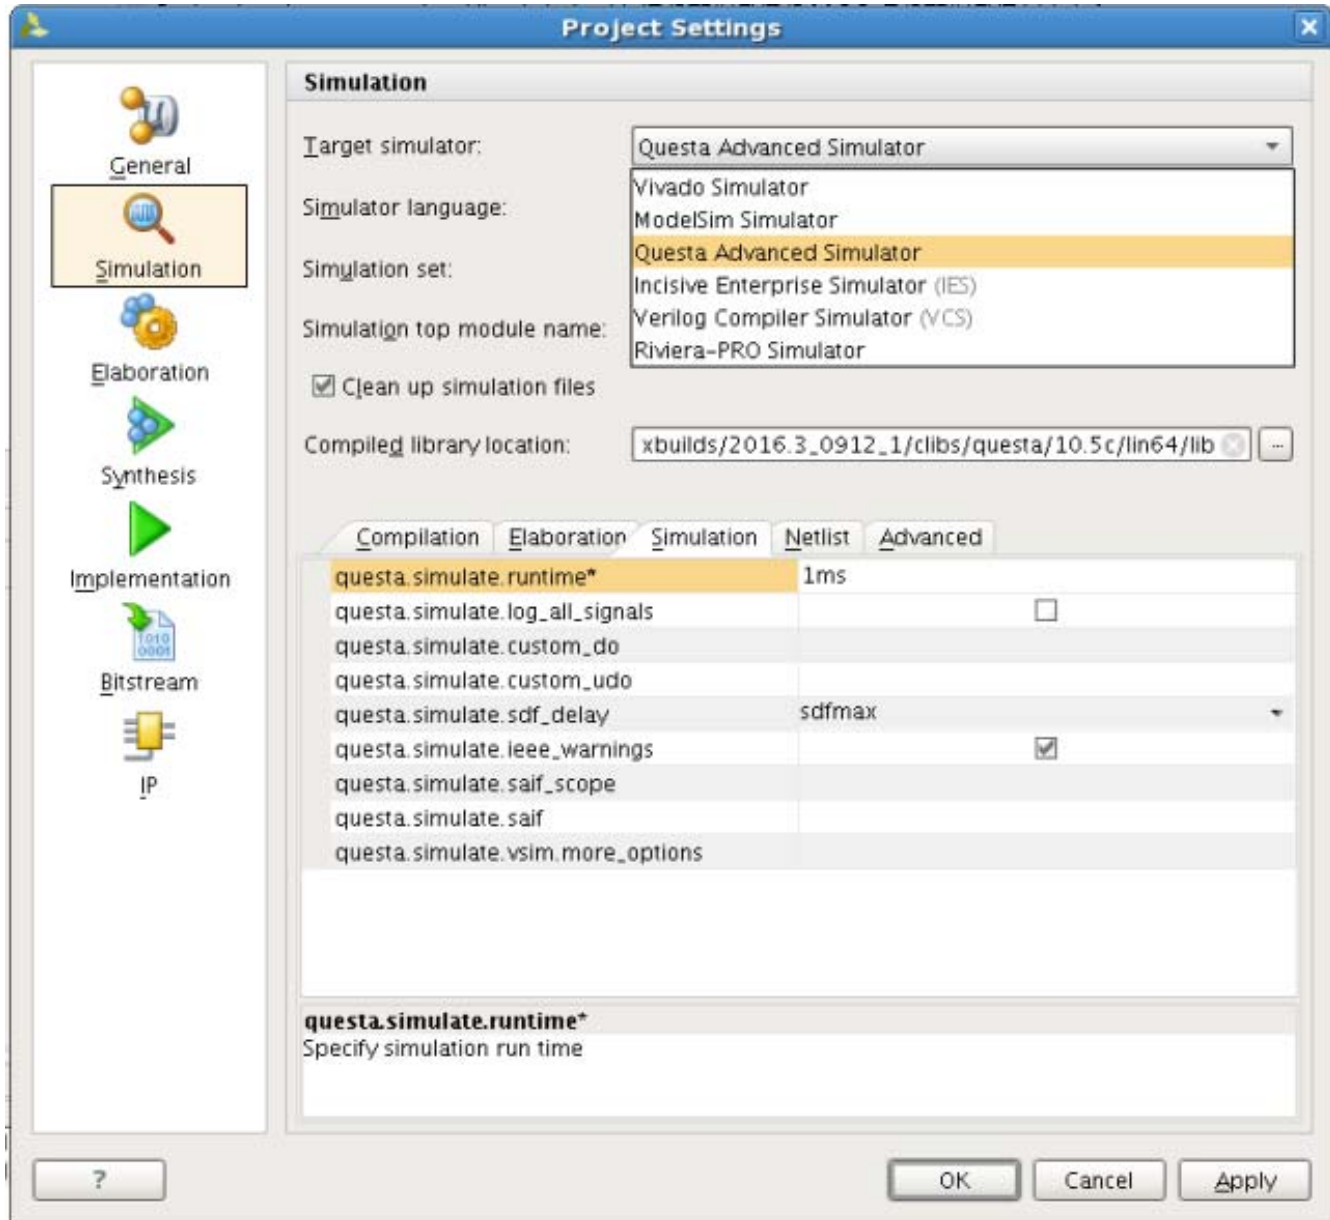 Project Settings
General
Simulation
Elaboration
Synthesis
Implementation
Bitstream
IP
Simulation
Target simulator:
Questa Advanced Simulator
Vivado Simulator
ModelSim Simulator
Questa Advanced Simulator
Incisive Enterprise Simulator (IES)
Verilog Compiler Simulator (VCS)
Riviera-PRO Simulator
Simulator language:
Simulation set:
Simulation top module name:
Clean up simulation files
Compiled library location: xbuilds/2016.3_0912_1/clibs/questa/10.5c/lin64/lib ...
Compilation Elaboration Simulation Netlist Advanced
questa.simulate.runtime* 1ms
questa.simulate.log_all_signals
questa.simulate.custom_do
questa.simulate.custom_udo
questa.simulate.sdf_delay sdfmax
questa.simulate.ieee_warnings
questa.simulate.saif_scope
questa.simulate.saif
questa.simulate.vsim.more_options
questa.simulate.runtime*
Specify simulation run time
? OK Cancel Apply